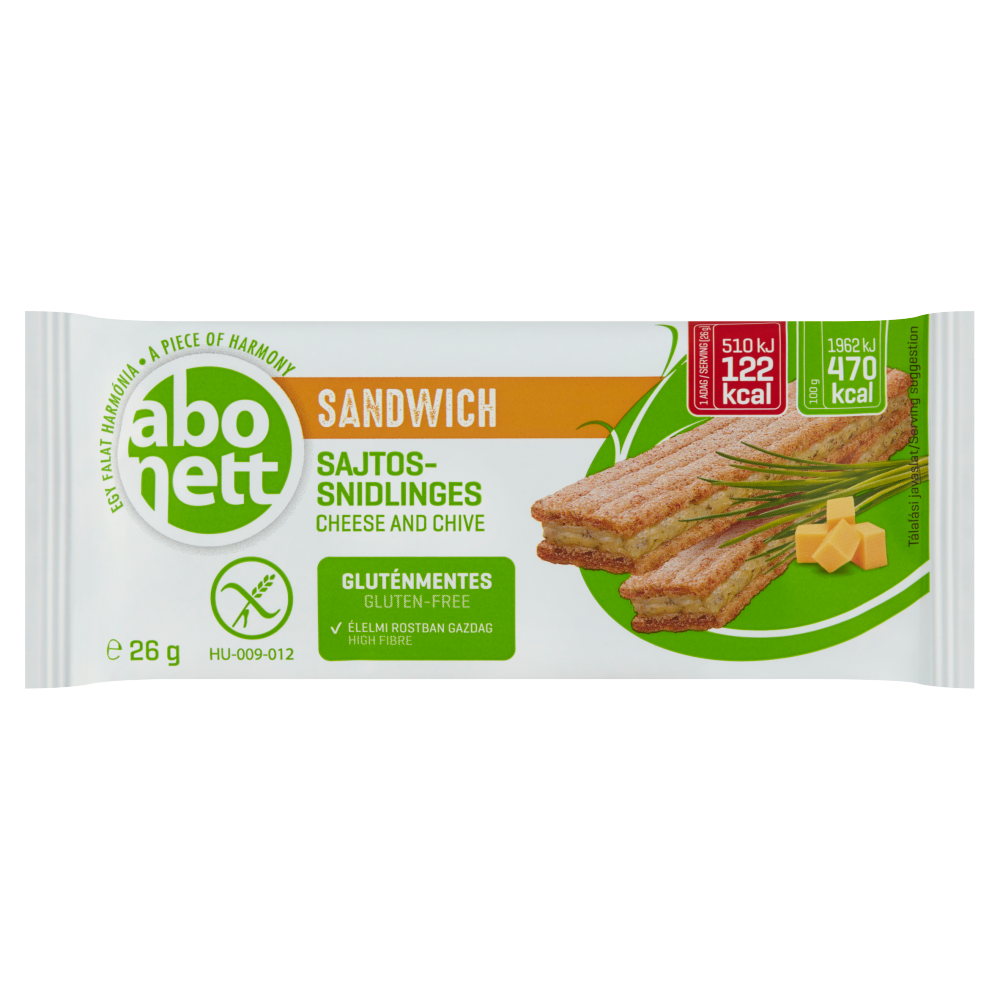 EGY FALAT HARMÓNIA • A PIECE OF HARMONY
abo
nett
SANDWICH
SAJTOS-
SNIDLINGES
CHEESE AND CHIVE
GLUTÉNMENTES
GLUTEN-FREE
✓ ÉLELMI ROSTBAN GAZDAG
HIGH FIBRE
HU-009-012
℮ 26 g
1 ADAG / SERVING (26g)
510 kJ
122
kcal
100 g
1962 kJ
470
kcal
Tálalási javaslat/Serving suggestion